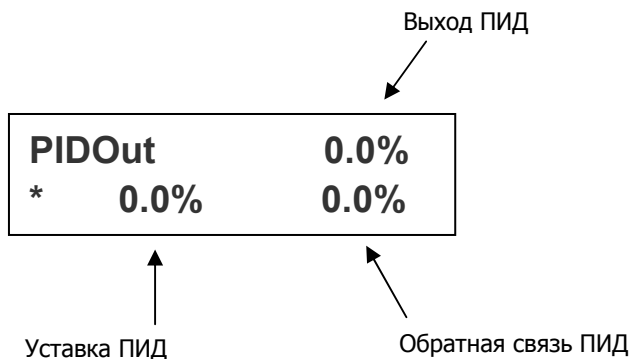 Выход ПИД
PIDOut 0.0%
* 0.0% 0.0%
Уставка ПИД
Обратная связь ПИД